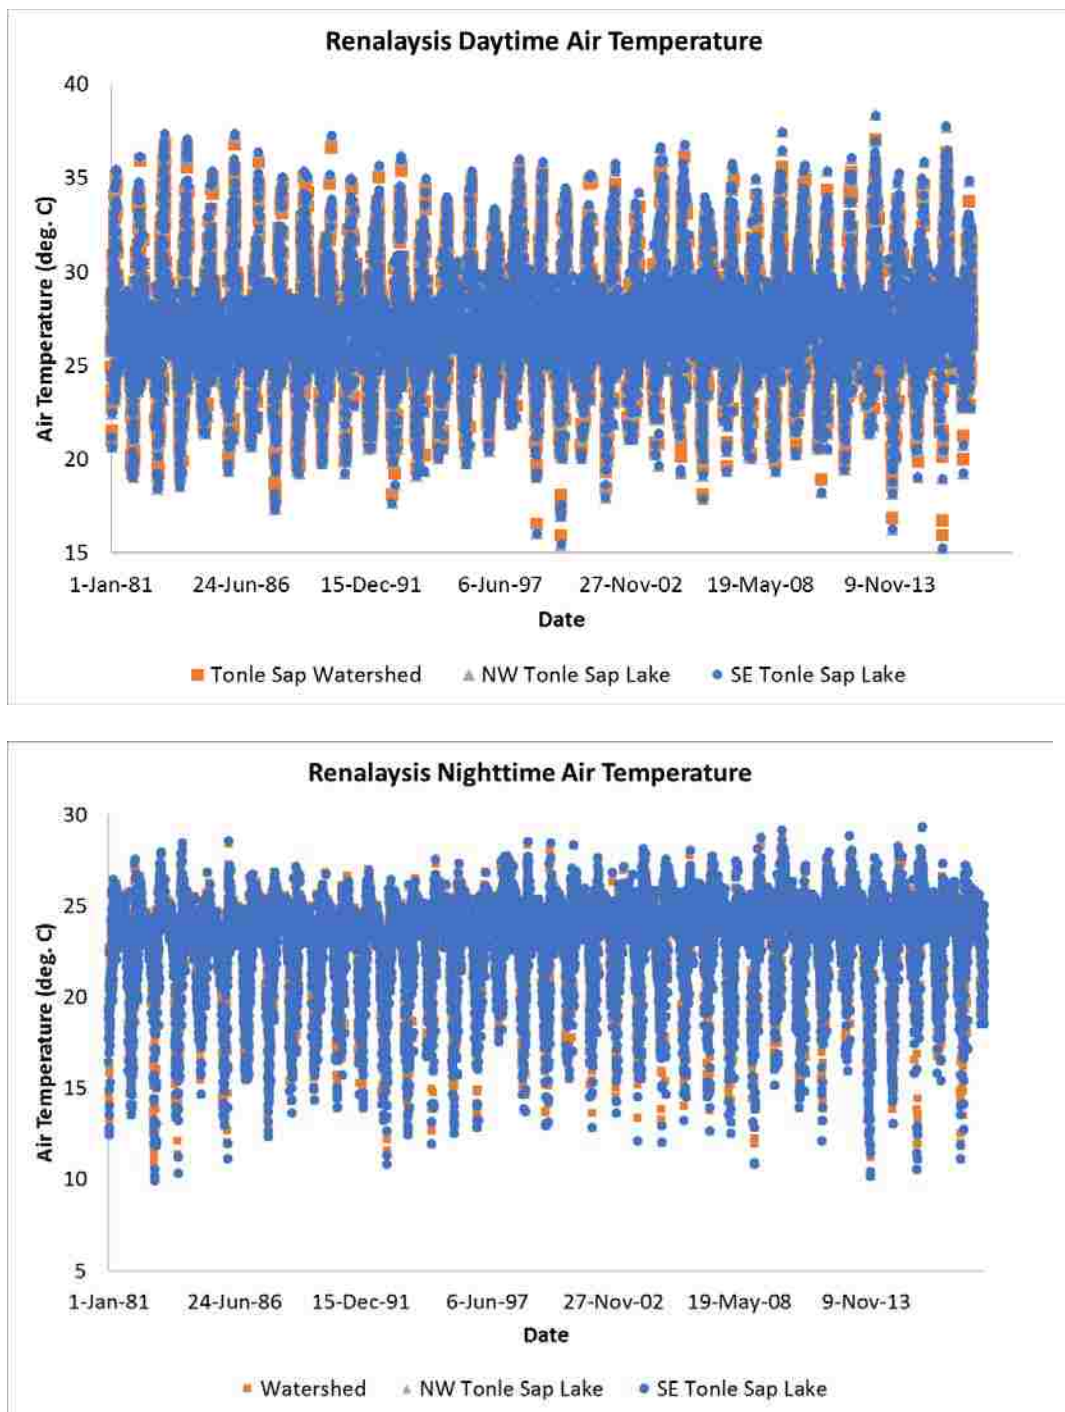 Renalaysis Daytime Air Temperature
40
35
30
25
20
15
Air Temperature (deg. C)
1-Jan-81 24-Jun-86 15-Dec-91 6-Jun-97 27-Nov-02 19-May-08 9-Nov-13
Date
Tonle Sap Watershed NW Tonle Sap Lake SE Tonle Sap Lake
Renalaysis Nighttime Air Temperature
30
25
20
15
10
5
Air Temperature (deg. C)
1-Jan-81 24-Jun-86 15-Dec-91 6-Jun-97 27-Nov-02 19-May-08 9-Nov-13
Date
Watershed NW Tonle Sap Lake SE Tonle Sap Lake